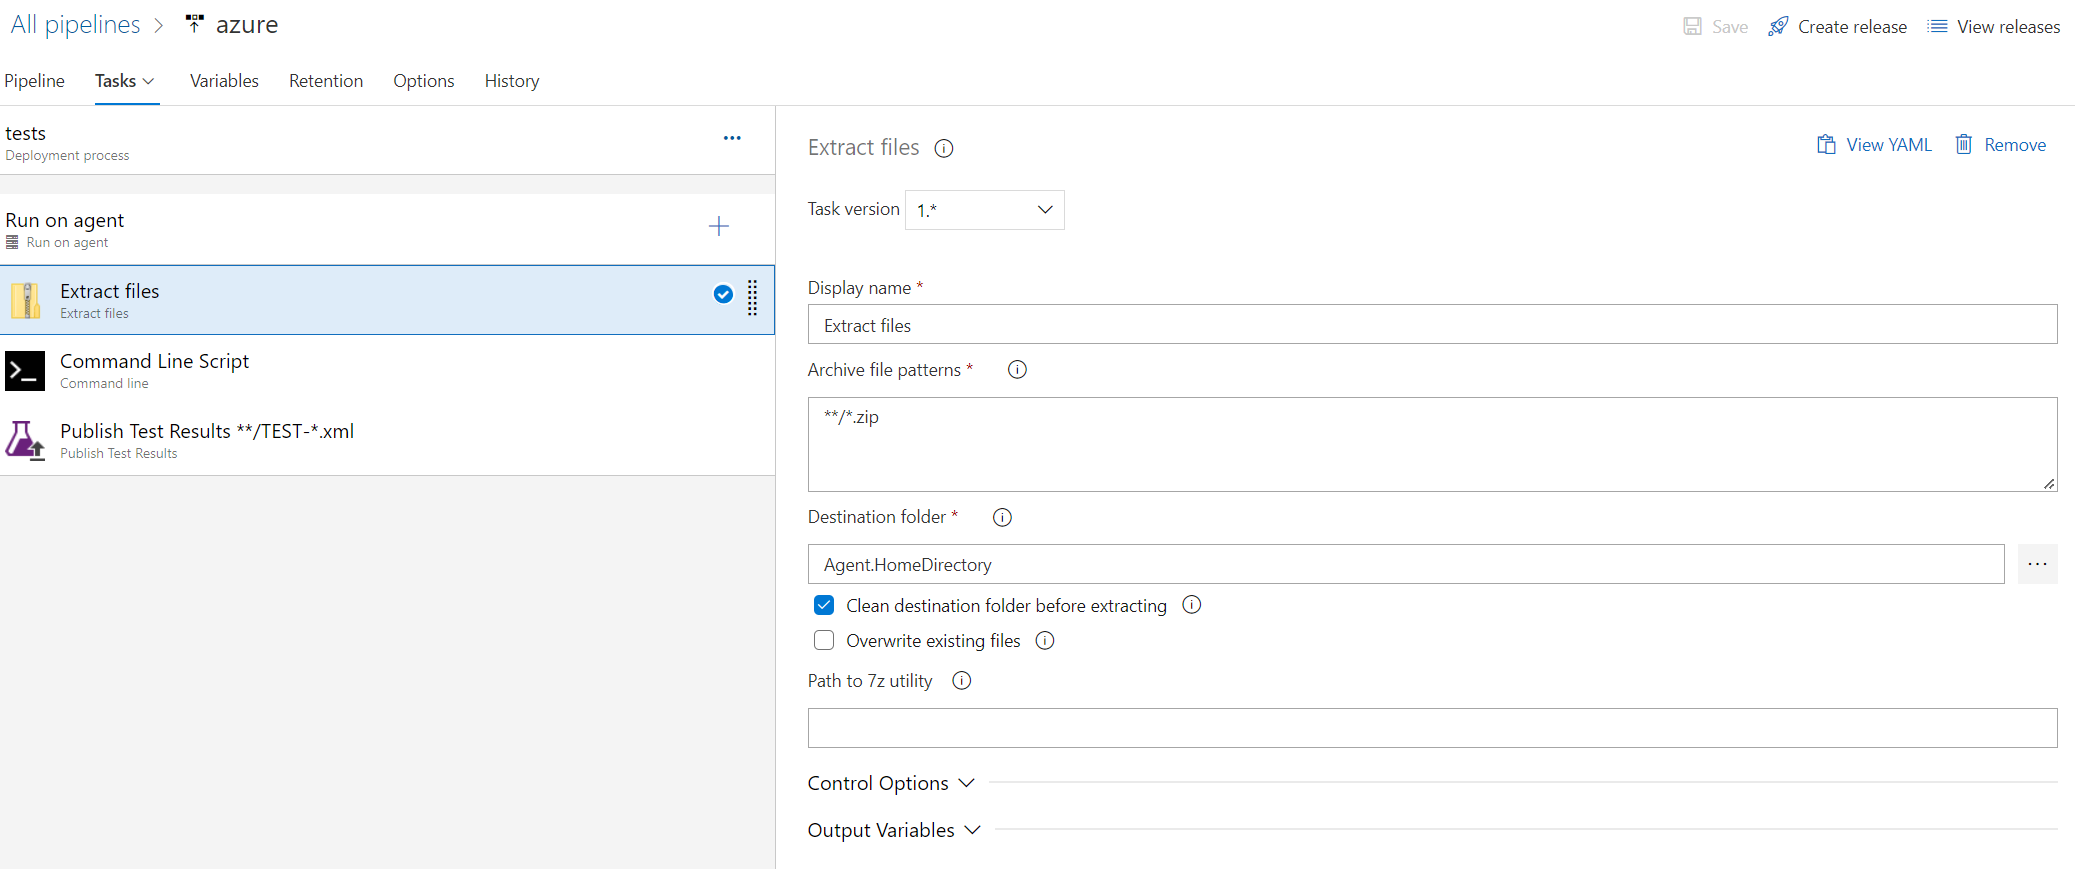 All pipelines > azure
Save Create release View releases
Pipeline Tasks Variables Retention Options History
tests
Deployment process
Run on agent
Run on agent
Extract files
Extract files
Command Line Script
Command line
Publish Test Results **/TEST-*.xml
Publish Test Results
Extract files
View YAML Remove
Task version 1.*
Display name *
Extract files
Archive file patterns *
**/*.zip
Destination folder *
Agent.HomeDirectory
Clean destination folder before extracting
Overwrite existing files
Path to 7z utility
Control Options
Output Variables